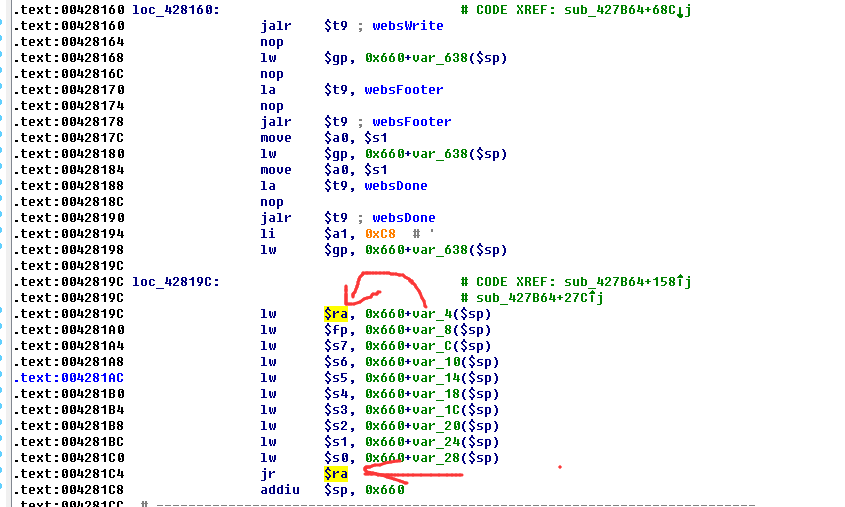 .text:00428160 loc_428160: # CODE XREF: sub_427B64+68C↓j
.text:00428160 jalr $t9 ; websWrite
.text:00428164 nop
.text:00428168 lw $gp, 0x660+var_638($sp)
.text:0042816C nop
.text:00428170 la $t9, websFooter
.text:00428174 nop
.text:00428178 jalr $t9 ; websFooter
.text:0042817C move $a0, $s1
.text:00428180 lw $gp, 0x660+var_638($sp)
.text:00428184 move $a0, $s1
.text:00428188 la $t9, websDone
.text:0042818C nop
.text:00428190 jalr $t9 ; websDone
.text:00428194 li $a1, 0xC8 # '
.text:00428198 lw $gp, 0x660+var_638($sp)
.text:0042819C
.text:0042819C loc_42819C: # CODE XREF: sub_427B64+158↑j
.text:0042819C # sub_427B64+27C↑j
.text:0042819C lw $ra, 0x660+var_4($sp)
.text:004281A0 lw $fp, 0x660+var_8($sp)
.text:004281A4 lw $s7, 0x660+var_C($sp)
.text:004281A8 lw $s6, 0x660+var_10($sp)
.text:004281AC lw $s5, 0x660+var_14($sp)
.text:004281B0 lw $s4, 0x660+var_18($sp)
.text:004281B4 lw $s3, 0x660+var_1C($sp)
.text:004281B8 lw $s2, 0x660+var_20($sp)
.text:004281BC lw $s1, 0x660+var_24($sp)
.text:004281C0 lw $s0, 0x660+var_28($sp)
.text:004281C4 jr $ra
.text:004281C8 addiu $sp, 0x660
.text:004281CC # ---------------------------------------------------------------------------